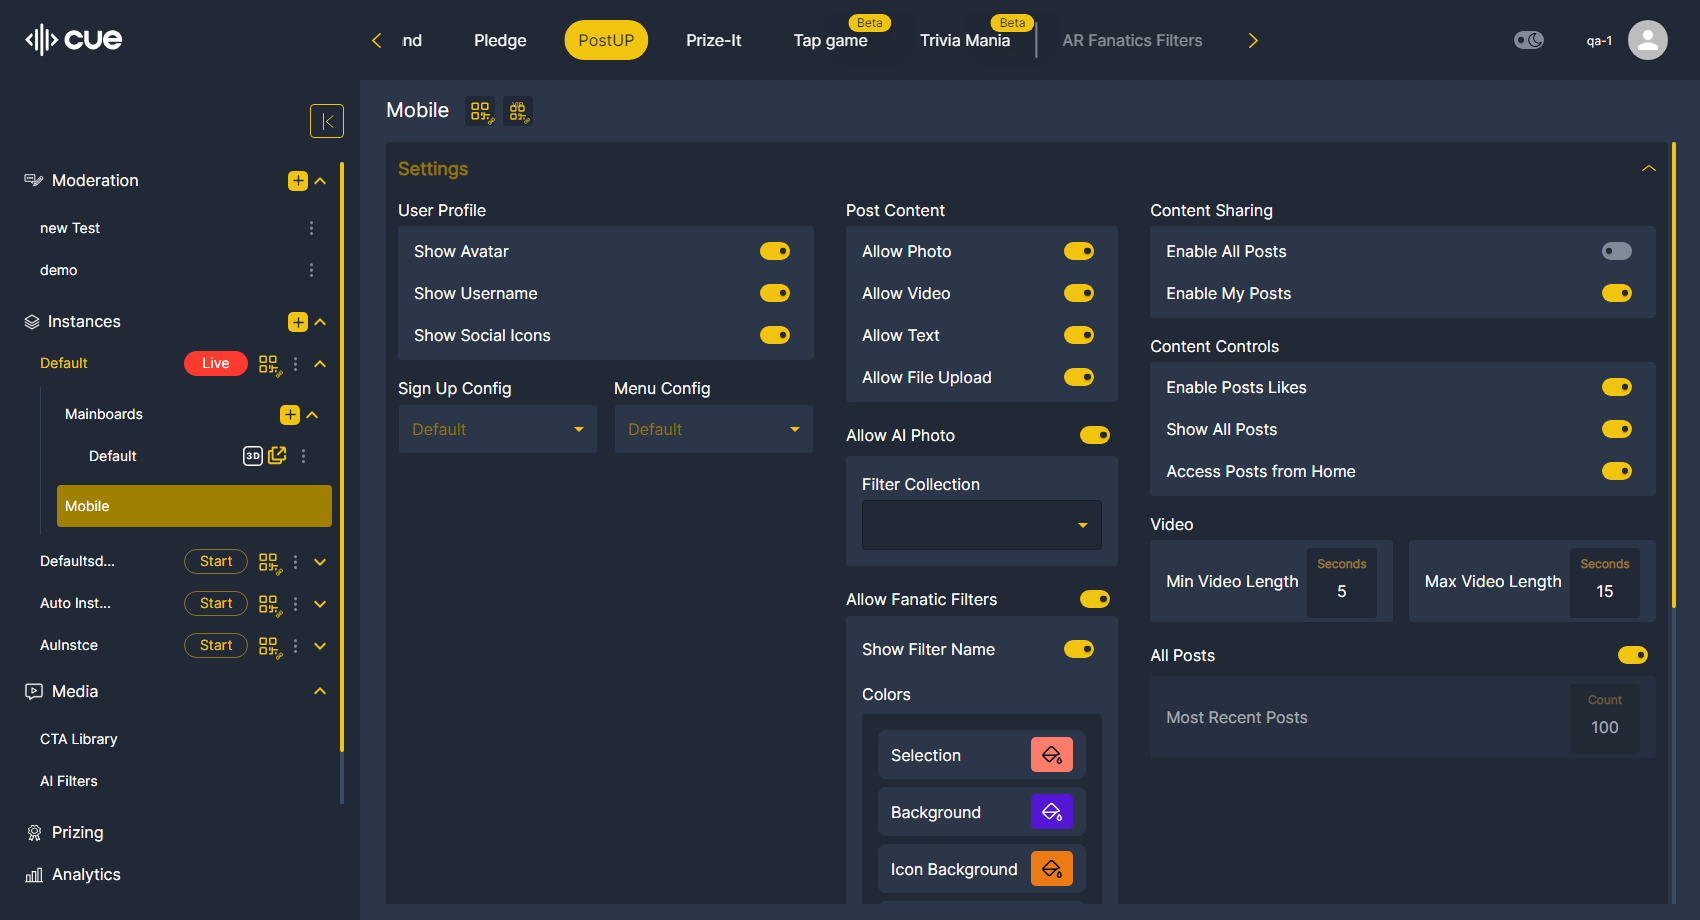 cue
nd
Pledge
PostUP
Prize-It
Tap game
Beta
Trivia Mania
Beta
AR Fanatics Filters
qa-1
Moderation
new Test
demo
Instances
Default
Live
Mainboards
Default
3D
Mobile
Defaultsd...
Start
Auto Inst...
Start
AuInstce
Start
Media
CTA Library
AI Filters
Prizing
Analytics
Mobile
VIP
Settings
User Profile
Show Avatar
Show Username
Show Social Icons
Sign Up Config
Default
Menu Config
Default
Post Content
Allow Photo
Allow Video
Allow Text
Allow File Upload
Allow AI Photo
Filter Collection
Allow Fanatic Filters
Show Filter Name
Colors
Selection
Background
Icon Background
Content Sharing
Enable All Posts
Enable My Posts
Content Controls
Enable Posts Likes
Show All Posts
Access Posts from Home
Video
Min Video Length
Seconds
5
Max Video Length
Seconds
15
All Posts
Most Recent Posts
Count
100